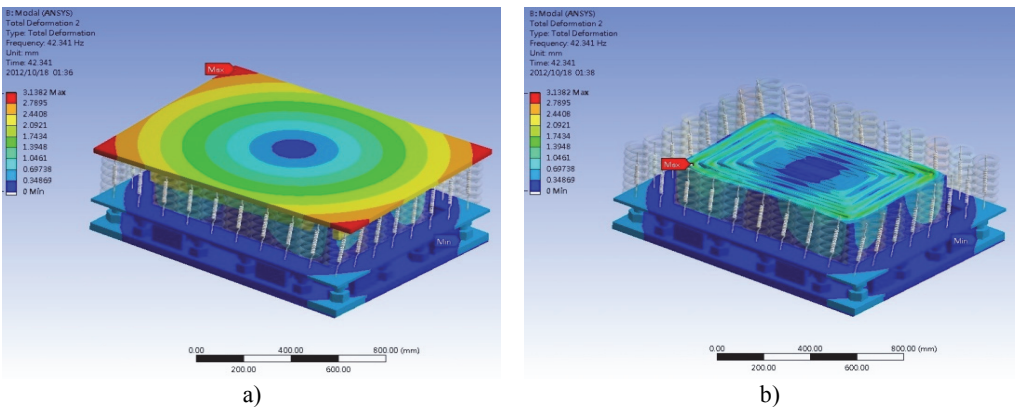 B: Modal (ANSYS)
Total Deformation 2
Type: Total Deformation
Frequency: 42.341 Hz
Unit: mm
Time: 42.341
2012/10/18 01:36
3.1382 Max
2.7895
2.4408
2.0921
1.7434
1.3948
1.0461
0.69738
0.34869
0 Min
Max
Min
0.00 400.00 800.00 (mm)
200.00 600.00
a)
B: Modal (ANSYS)
Total Deformation 2
Type: Total Deformation
Frequency: 42.341 Hz
Unit: mm
Time: 42.341
2012/10/18 01:38
3.1382 Max
2.7895
2.4408
2.0921
1.7434
1.3948
1.0461
0.69738
0.34869
0 Min
Max
Min
0.00 400.00 800.00 (mm)
200.00 600.00
b)